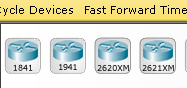 Cycle Devices Fast Forward Time
1841 1941 2620XM 2621XM